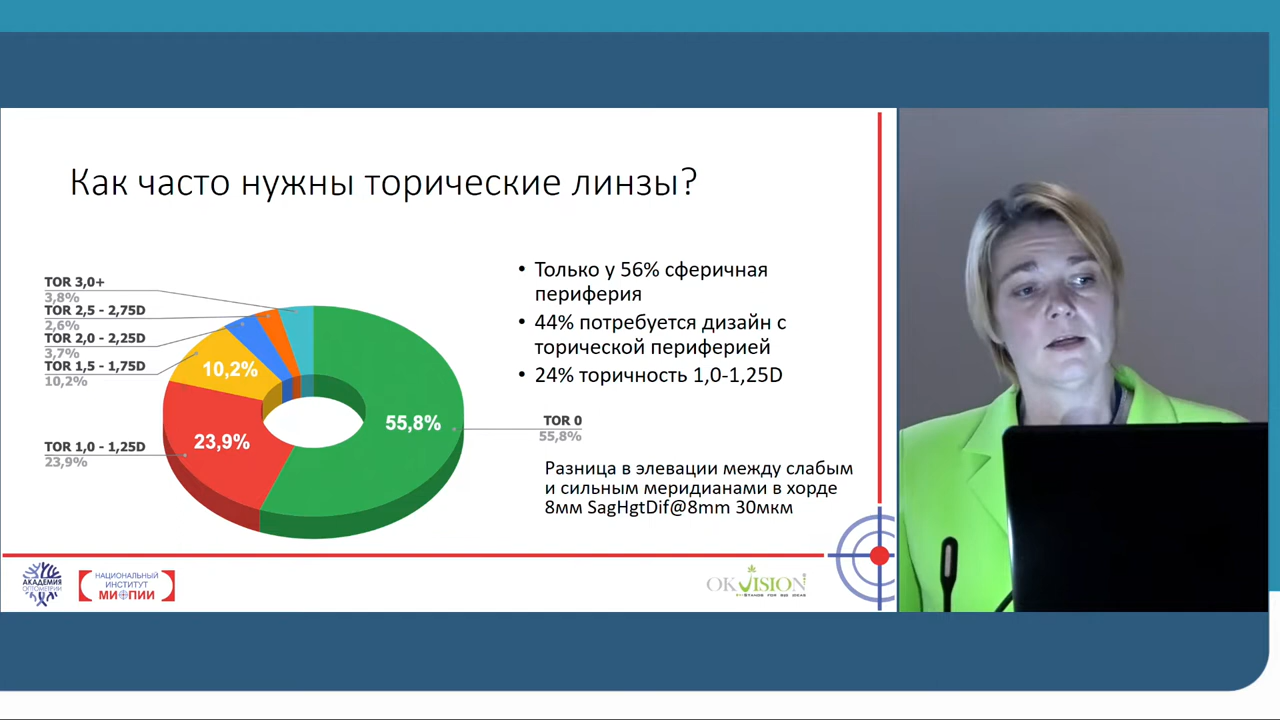 Как часто нужны торические линзы?
TOR 3,0+
3,8%
TOR 2,5 - 2,75D
2,6%
TOR 2,0 - 2,25D
3,7%
TOR 1,5 - 1,75D
10,2%
TOR 1,0 - 1,25D
23,9%
10,2%
23,9%
55,8%
TOR 0
55,8%
• Только у 56% сферичная
периферия
• 44% потребуется дизайн с
торической периферией
• 24% торичность 1,0-1,25D
Разница в элевации между слабым
и сильным меридианами в хорде
8мм SagHgtDif@8mm 30мкм
АКАДЕМИЯ
ОПТОМЕТРИИ
НАЦИОНАЛЬНЫЙ
ИНСТИТУТ
МИОПИИ
OKVISION